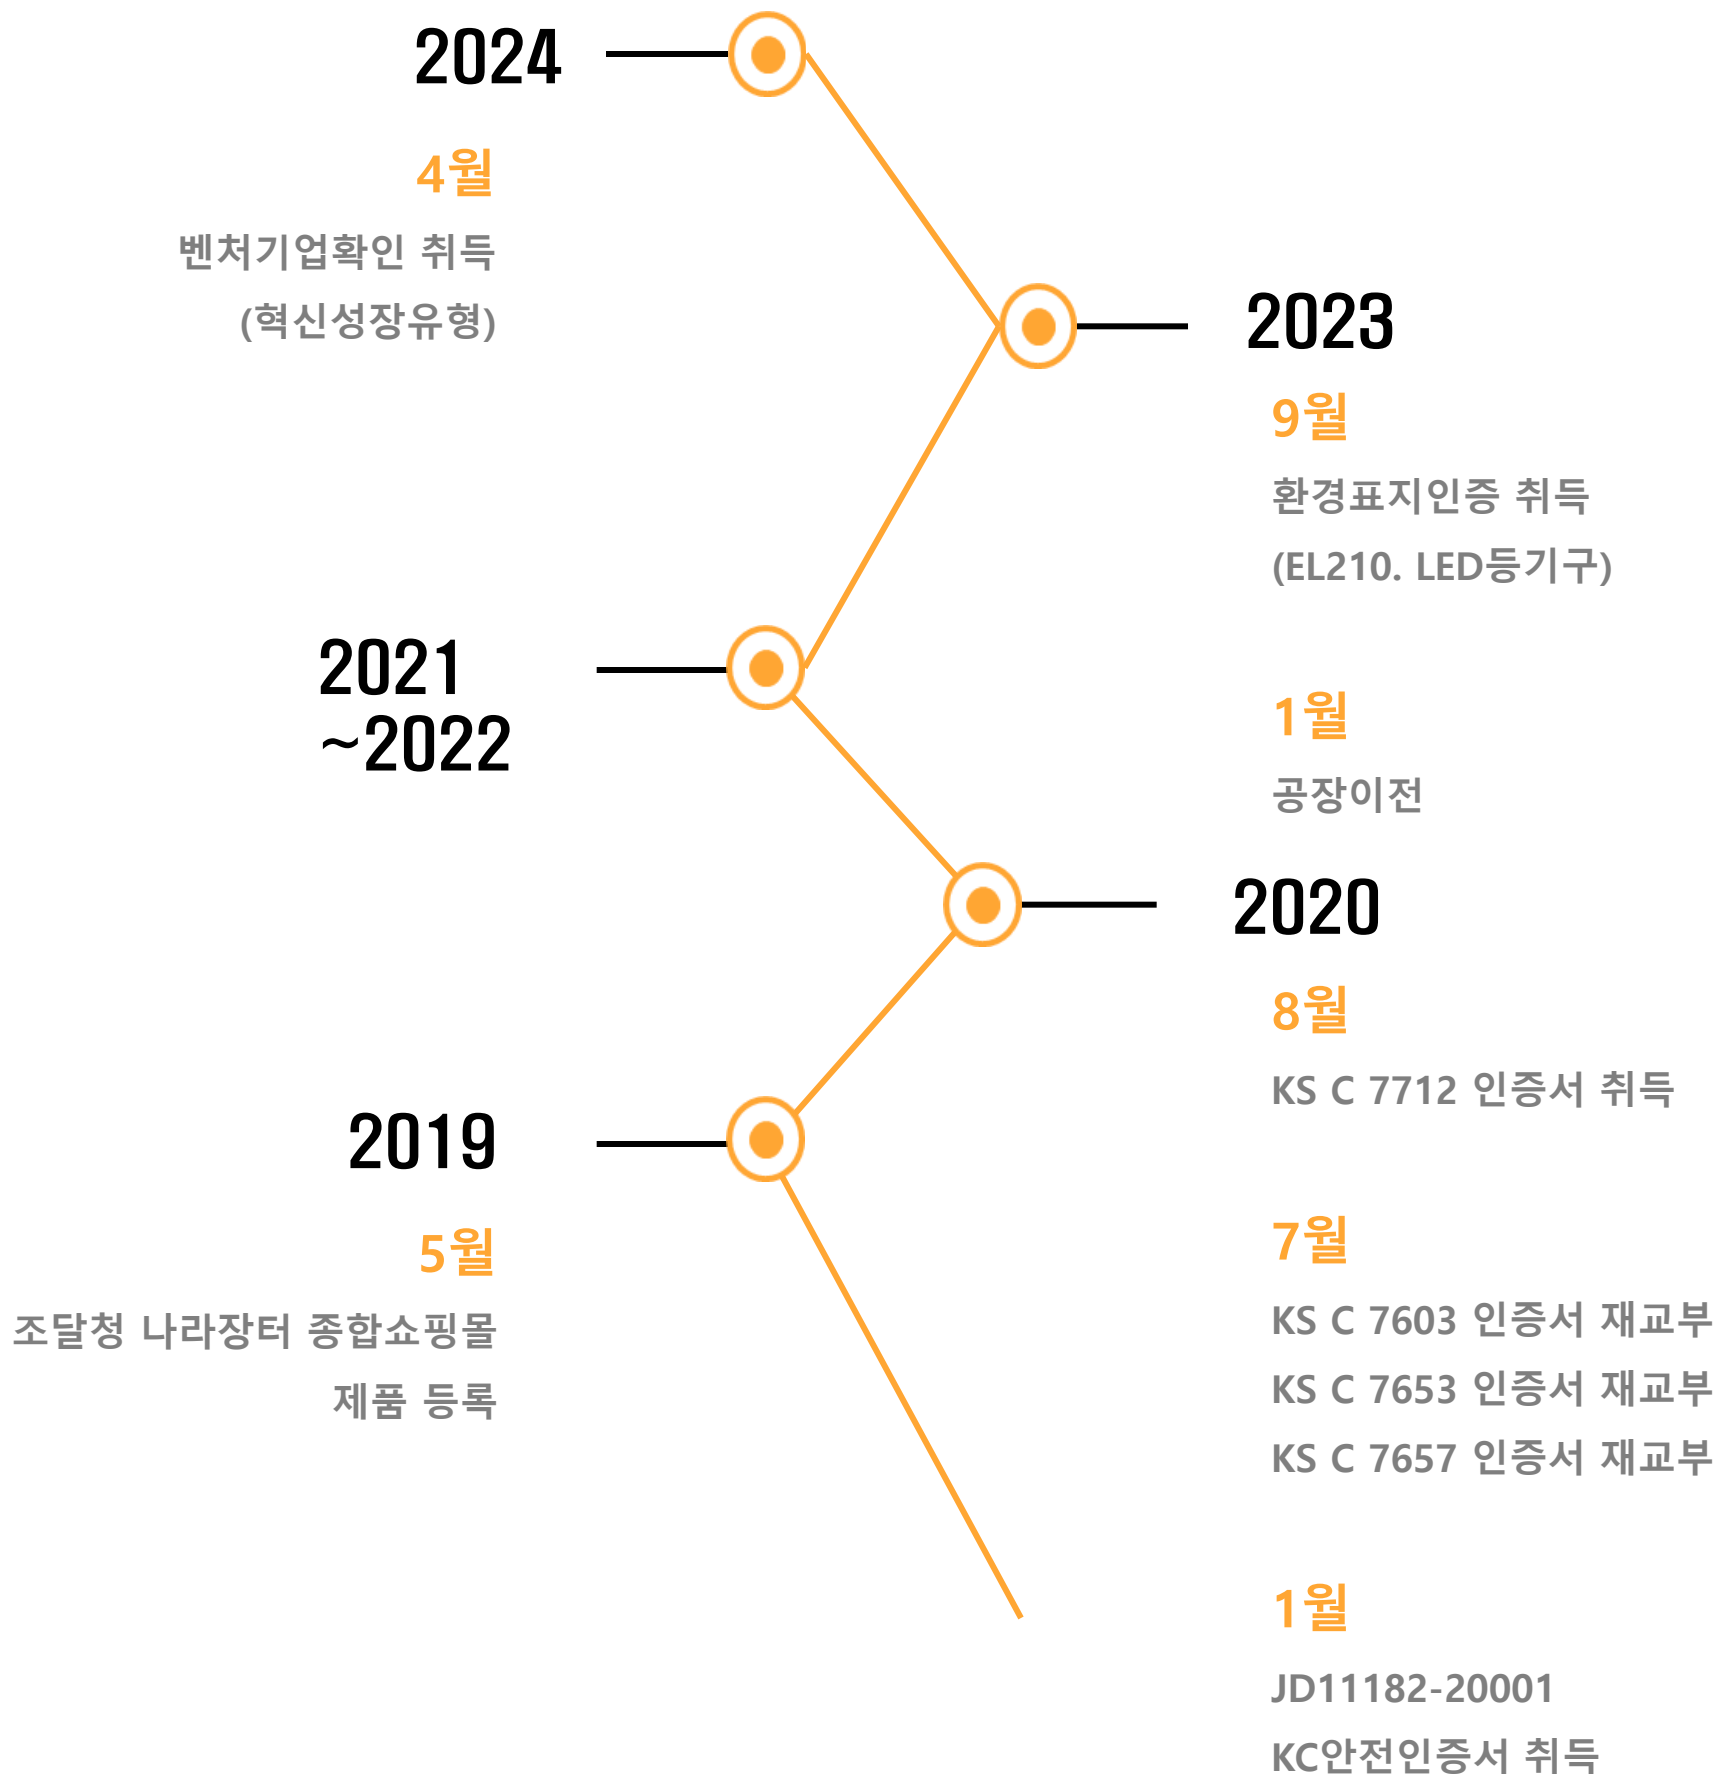 2024
4월
벤처기업확인 취득
(혁신성장유형)
2023
9월
환경표지인증 취득
(EL210. LED등기구)
1월
공장이전
2021
~2022
2020
8월
KS C 7712 인증서 취득
7월
KS C 7603 인증서 재교부
KS C 7653 인증서 재교부
KS C 7657 인증서 재교부
1월
JD11182-20001
KC안전인증서 취득
2019
5월
조달청 나라장터 종합쇼핑몰
제품 등록